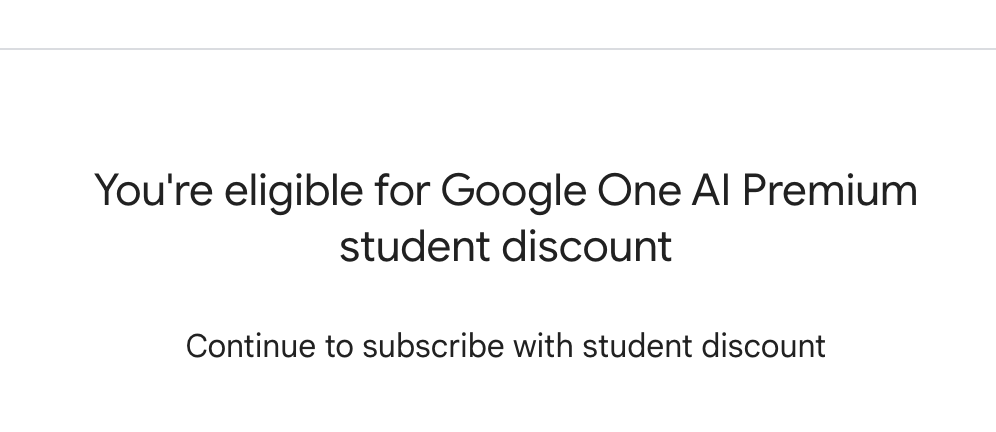 You're eligible for Google One AI Premium
student discount
Continue to subscribe with student discount